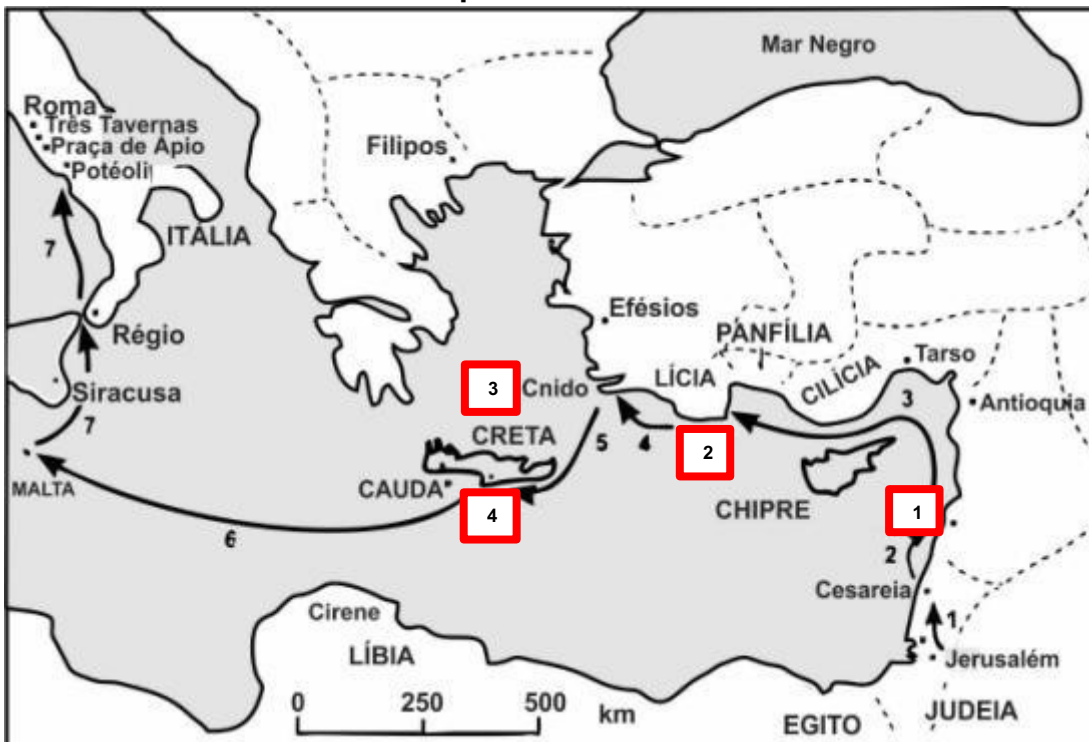 Mar Negro
Roma
Três Tavernas
Praça de Ápio
Potéoli
Filipos
ITÁLIA
7
Efésios
PANFÍLIA
Régio
Tarso
LÍCIA
CILÍCIA
3
Siracusa
3
Cnido
Antioquia
7
CRETA
5
4
2
MALTA
CAUDA
CHIPRE
1
4
6
2
Cesareia
Cirene
1
LÍBIA
Jerusalém
0 250 500 km
EGITO
JUDEIA